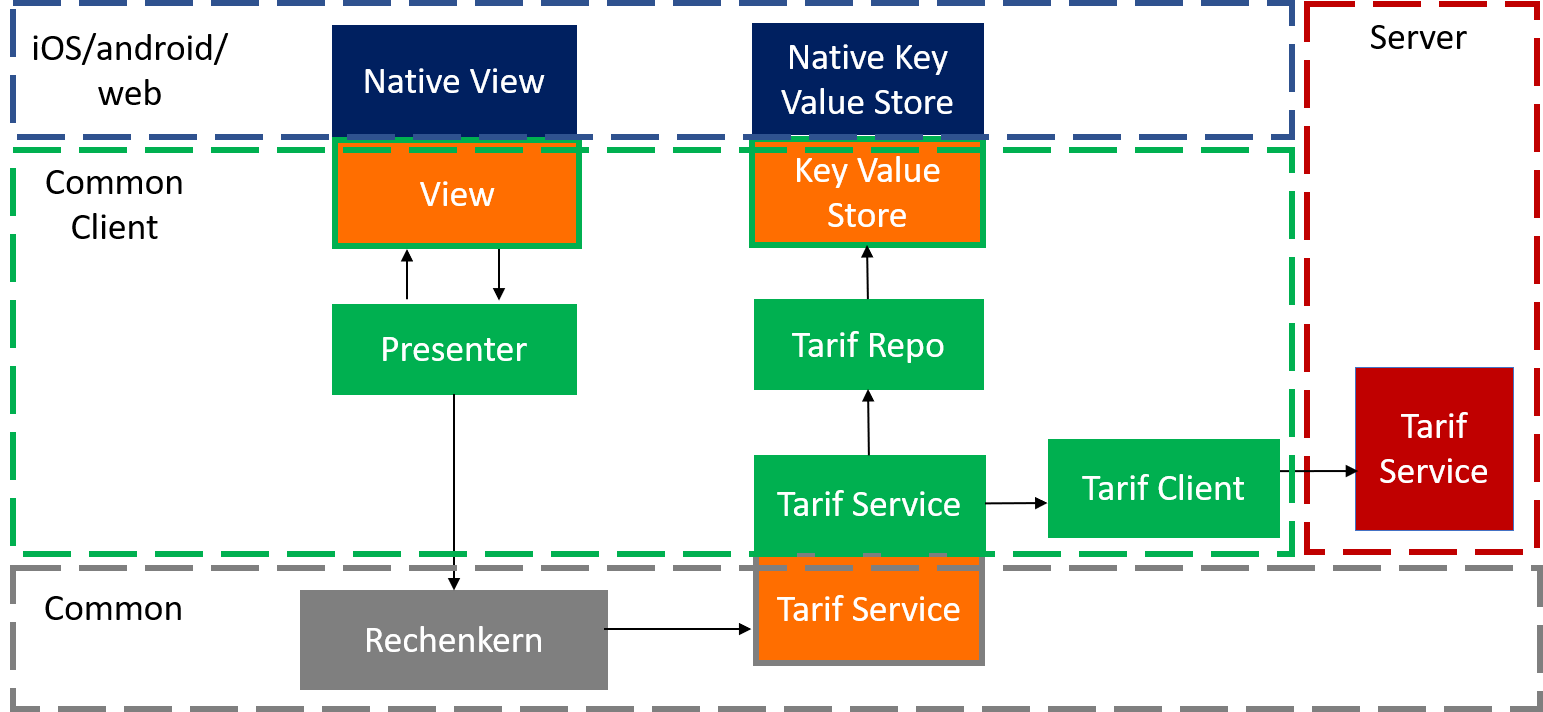 iOS/android/
web
Native View
Native Key
Value Store
Server
Common
Client
View
Key Value
Store
Presenter
Tarif Repo
Tarif
Service
Tarif Service
Tarif Client
Common
Rechenkern
Tarif Service